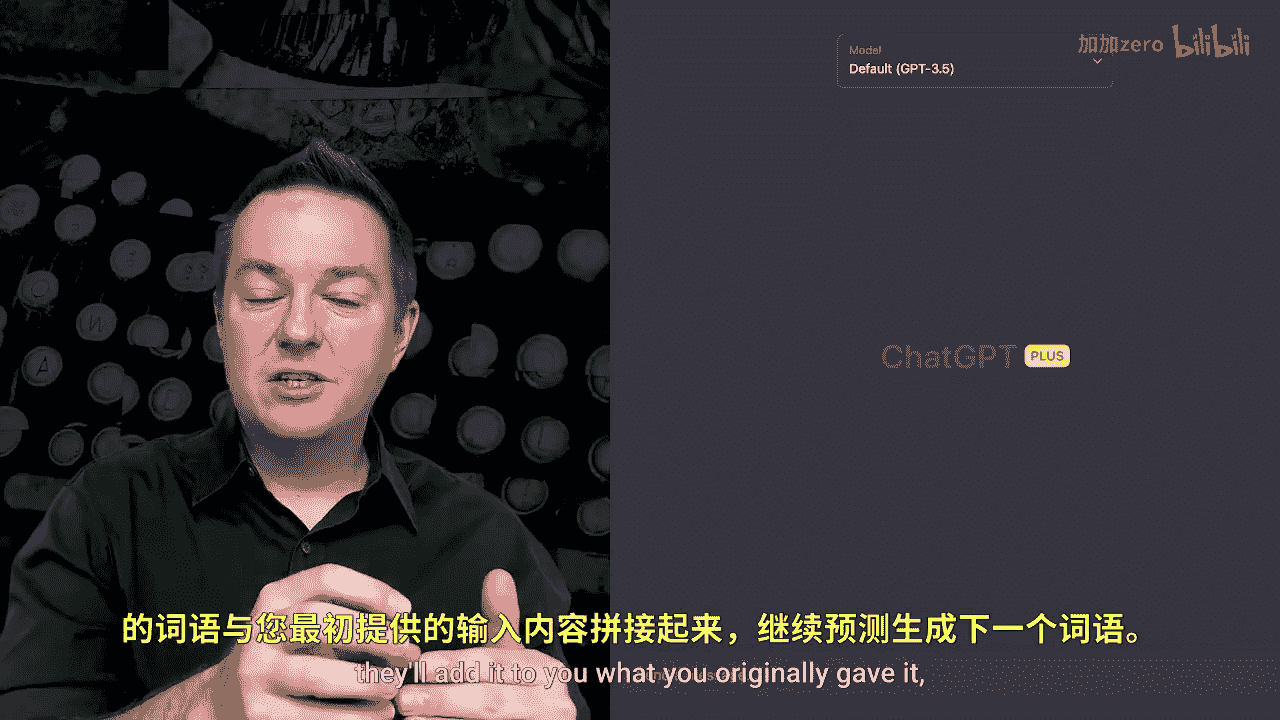 加加zero bilibili
Model
Default (GPT-3.5)
ChatGPT PLUS
的词语与您最初提供的输入内容拼接起来，继续预测生成下一个词语。
they'll add it to you what you originally gave it,